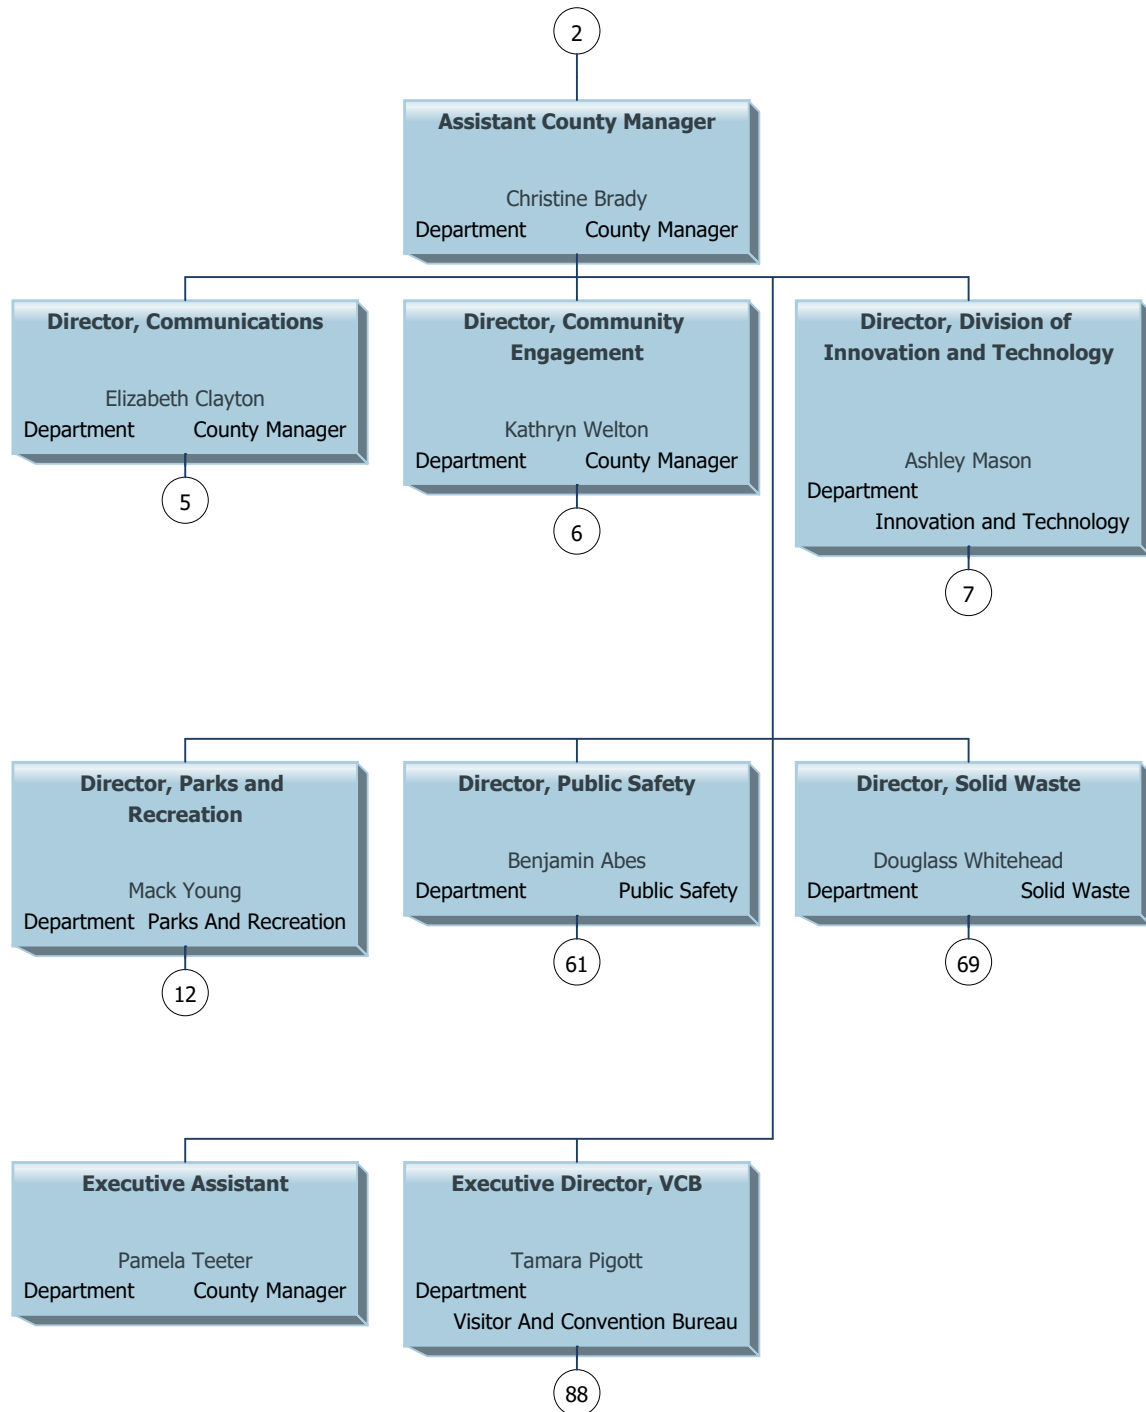 2
Assistant County Manager
Christine Brady
Department County Manager
Director, Communications
Elizabeth Clayton
Department County Manager
5
Director, Community
Engagement
Kathryn Welton
Department County Manager
6
Director, Division of
Innovation and Technology
Ashley Mason
Department
Innovation and Technology
7
Director, Parks and
Recreation
Mack Young
Department Parks And Recreation
12
Director, Public Safety
Benjamin Abes
Department Public Safety
61
Director, Solid Waste
Douglass Whitehead
Department Solid Waste
69
Executive Assistant
Pamela Teeter
Department County Manager
Executive Director, VCB
Tamara Pigott
Department
Visitor And Convention Bureau
88